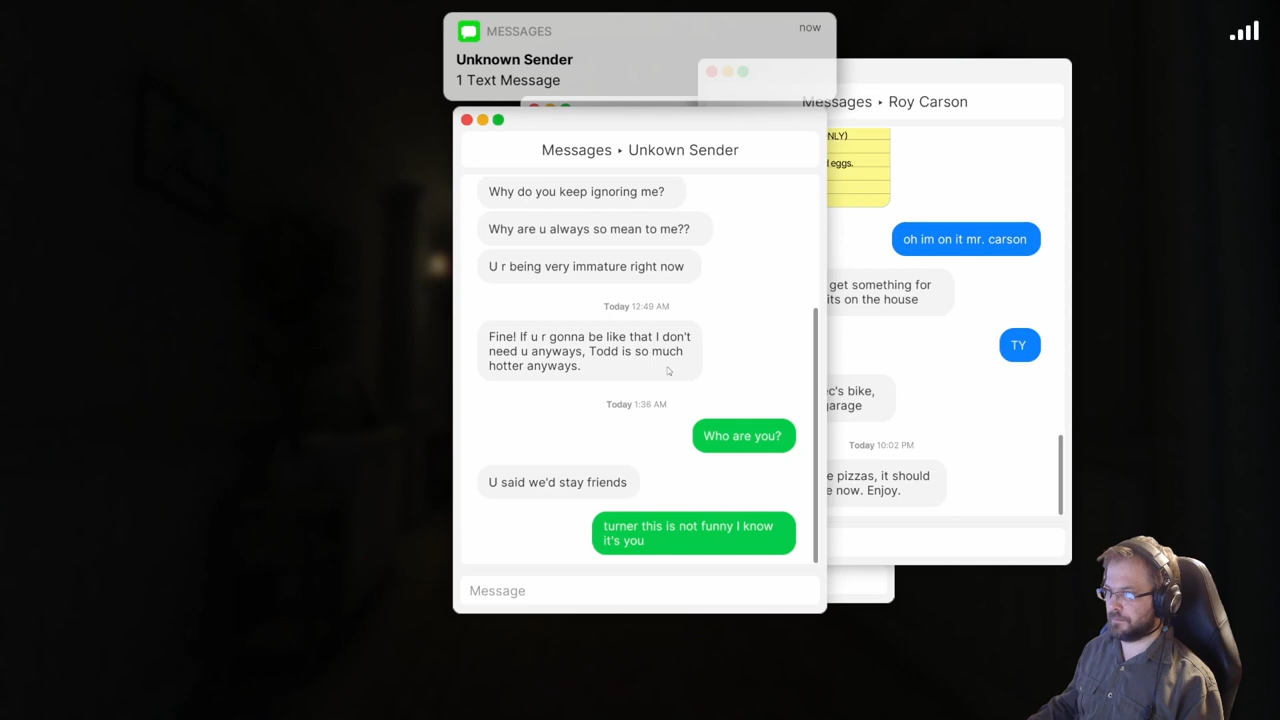 MESSAGES
now
Unknown Sender
1 Text Message
Messages ‣ Roy Carson
Messages ‣ Unkown Sender
Why do you keep ignoring me?
Why are u always so mean to me??
U r being very immature right now
Today 12:49 AM
Fine! If u r gonna be like that I don't
need u anyways, Todd is so much
hotter anyways.
Today 1:36 AM
Who are you?
U said we'd stay friends
turner this is not funny I know
it's you
Message
NLY)
eggs.
oh im on it mr. carson
get something for
its on the house
TY
c's bike,
garage
Today 10:02 PM
e pizzas, it should
e now. Enjoy.